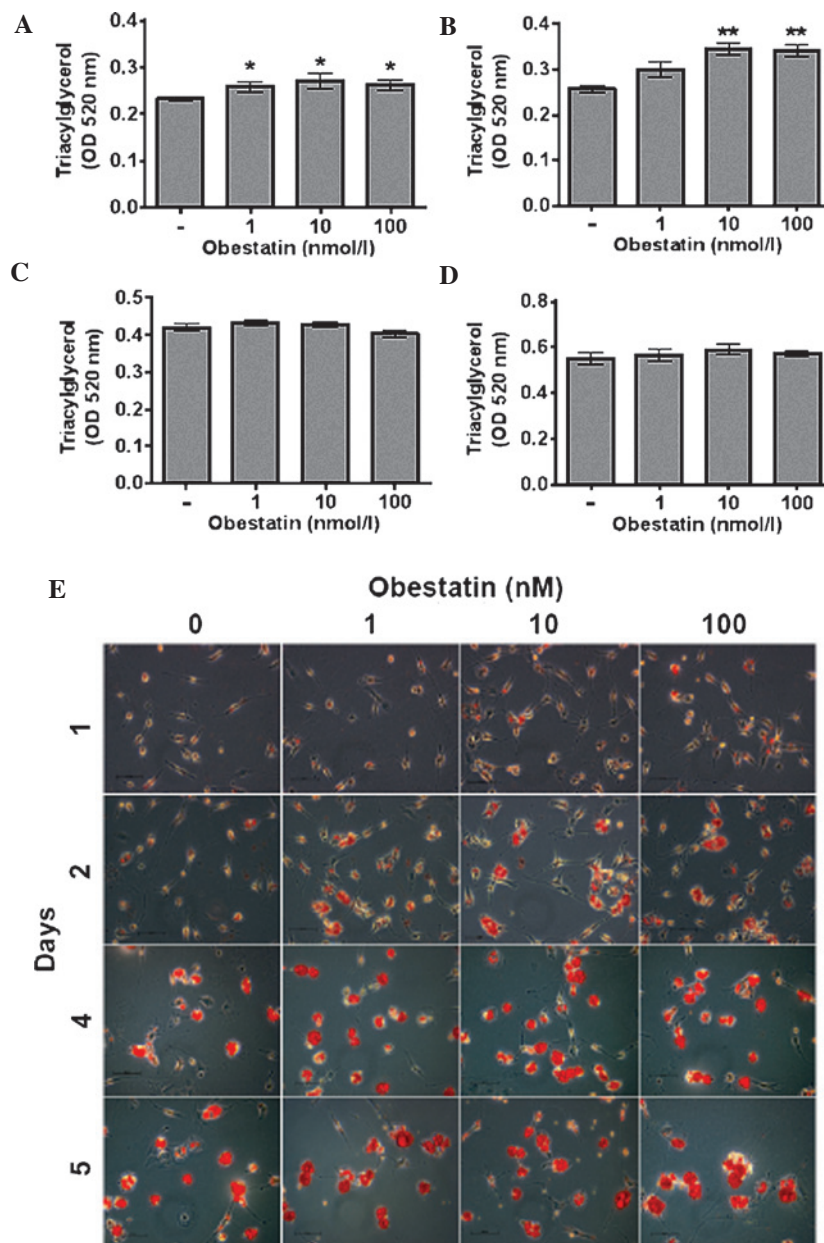 A
Triacylglycerol
(OD 520 nm)
0.4
0.3
0.2
0.1
0.0
* * *
- 1 10 100
Obestatin (nmol/l)
B
Triacylglycerol
(OD 520 nm)
0.4
0.3
0.2
0.1
0.0
** **
- 1 10 100
Obestatin (nmol/l)
C
Triacylglycerol
(OD 520 nm)
0.5
0.4
0.3
0.2
0.1
0.0
- 1 10 100
Obestatin (nmol/l)
D
Triacylglycerol
(OD 520 nm)
0.8
0.6
0.4
0.2
0.0
- 1 10 100
Obestatin (nmol/l)
E
Obestatin (nM)
0 1 10 100
Days
1
2
4
5